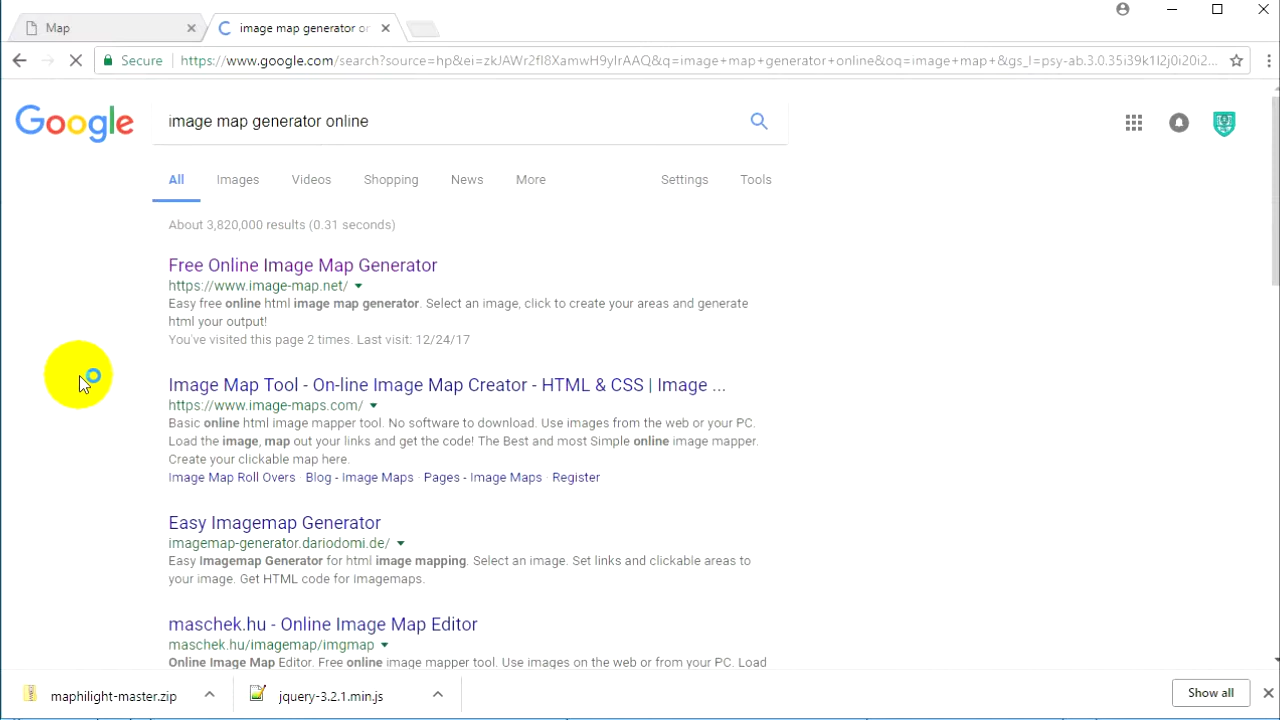 Map
image map generator or
Secure https://www.google.com/search?source=hp&ei=zkJAWr2fI8XamwH9yIrAAQ&q=image+map+generator+online&oq=image+map+&gs_l=psy-ab.3.0.35i39k1l2j0i20i2...
Google image map generator online
All Images Videos Shopping News More Settings Tools
About 3,820,000 results (0.31 seconds)
Free Online Image Map Generator
https://www.image-map.net/
Easy free online html image map generator. Select an image, click to create your areas and generate
html your output!
You've visited this page 2 times. Last visit: 12/24/17
Image Map Tool - On-line Image Map Creator - HTML & CSS | Image ...
https://www.image-maps.com/
Basic online html image mapper tool. No software to download. Use images from the web or your PC.
Load the image, map out your links and get the code! The Best and most Simple online image mapper.
Create your clickable map here.
Image Map Roll Overs · Blog - Image Maps · Pages - Image Maps · Register
Easy Imagemap Generator
imagemap-generator.dariodomi.de/
Easy Imagemap Generator for html image mapping. Select an image. Set links and clickable areas to
your image. Get HTML code for Imagemaps.
maschek.hu - Online Image Map Editor
maschek.hu/imagemap/imgmap
Online Image Map Editor. Free online image mapper tool. Use images on the web or from your PC. Load
maphilight-master.zip
jquery-3.2.1.min.js
Show all